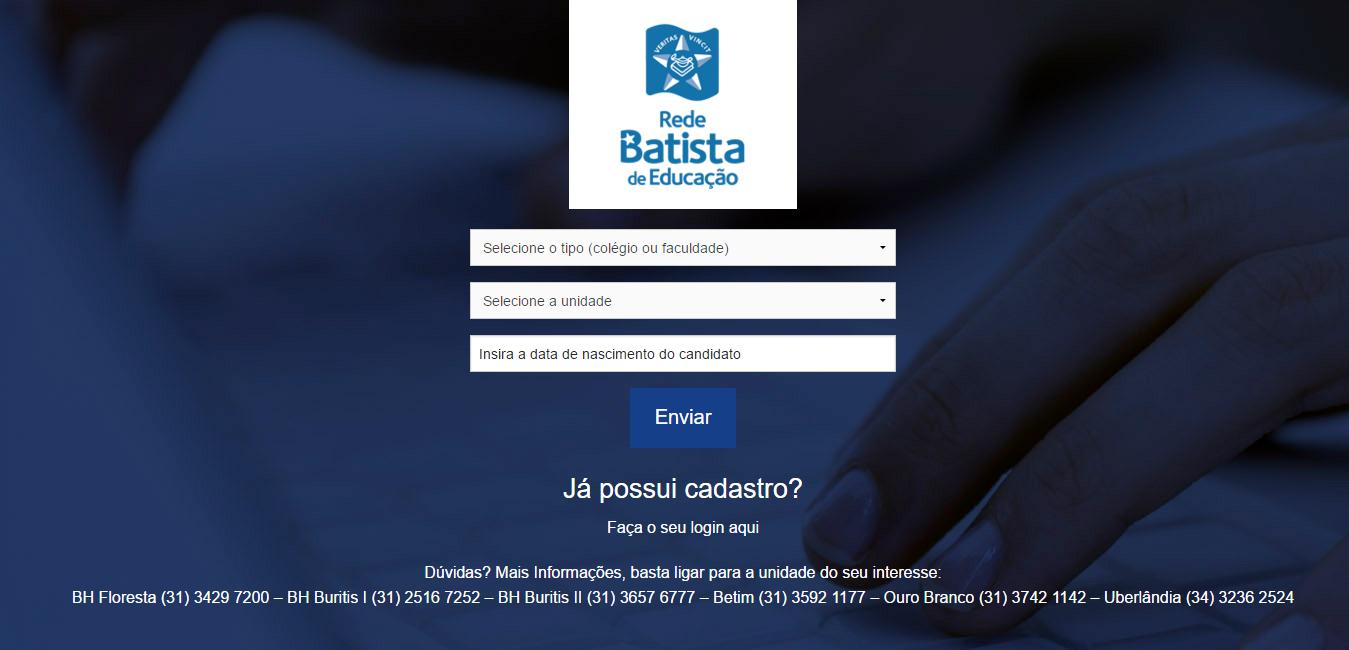 VERITAS VINCIT
Rede
Batista
de Educação
Selecione o tipo (colégio ou faculdade)
Selecione a unidade
Insira a data de nascimento do candidato
Enviar
Já possui cadastro?
Faça o seu login aqui
Dúvidas? Mais Informações, basta ligar para a unidade do seu interesse:
BH Floresta (31) 3429 7200 – BH Buritis I (31) 2516 7252 – BH Buritis II (31) 3657 6777 – Betim (31) 3592 1177 – Ouro Branco (31) 3742 1142 – Uberlândia (34) 3236 2524